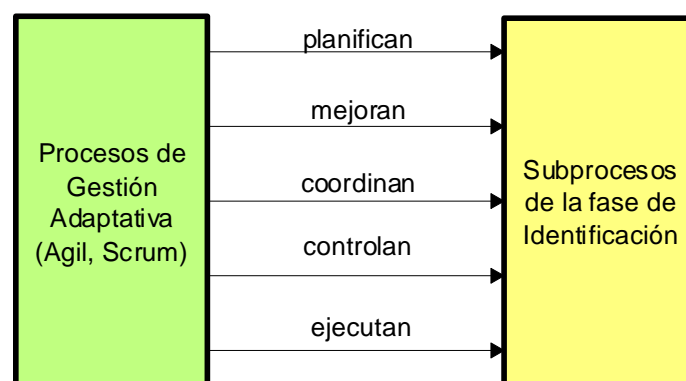 planifican
mejoran
Procesos de
Gestión
Adaptativa
(Agil, Scrum)
coordinan
controlan
ejecutan
Subprocesos
de la fase de
Identificación